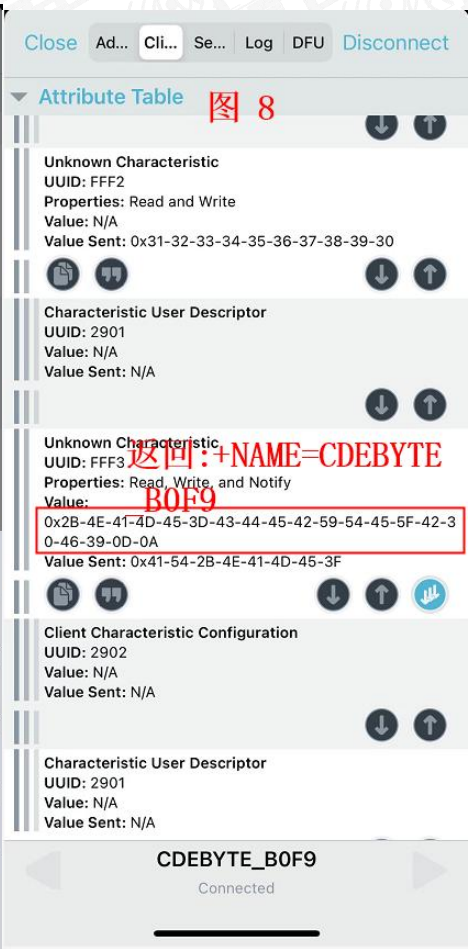 Close Ad... Cli... Se... Log DFU Disconnect
Attribute Table
图 8
Unknown Characteristic
UUID: FFF2
Properties: Read and Write
Value: N/A
Value Sent: 0x31-32-33-34-35-36-37-38-39-30
Characteristic User Descriptor
UUID: 2901
Value: N/A
Value Sent: N/A
Unknown Characteristic
返回:+NAME=CDEBYTE
_B0F9
UUID: FFF3
Properties: Read, Write, and Notify
Value:
0x2B-4E-41-4D-45-3D-43-44-45-42-59-54-45-5F-42-3
0-46-39-0D-0A
Value Sent: 0x41-54-2B-4E-41-4D-45-3F
Client Characteristic Configuration
UUID: 2902
Value: N/A
Value Sent: N/A
Characteristic User Descriptor
UUID: 2901
Value: N/A
Value Sent: N/A
CDEBYTE_B0F9
Connected